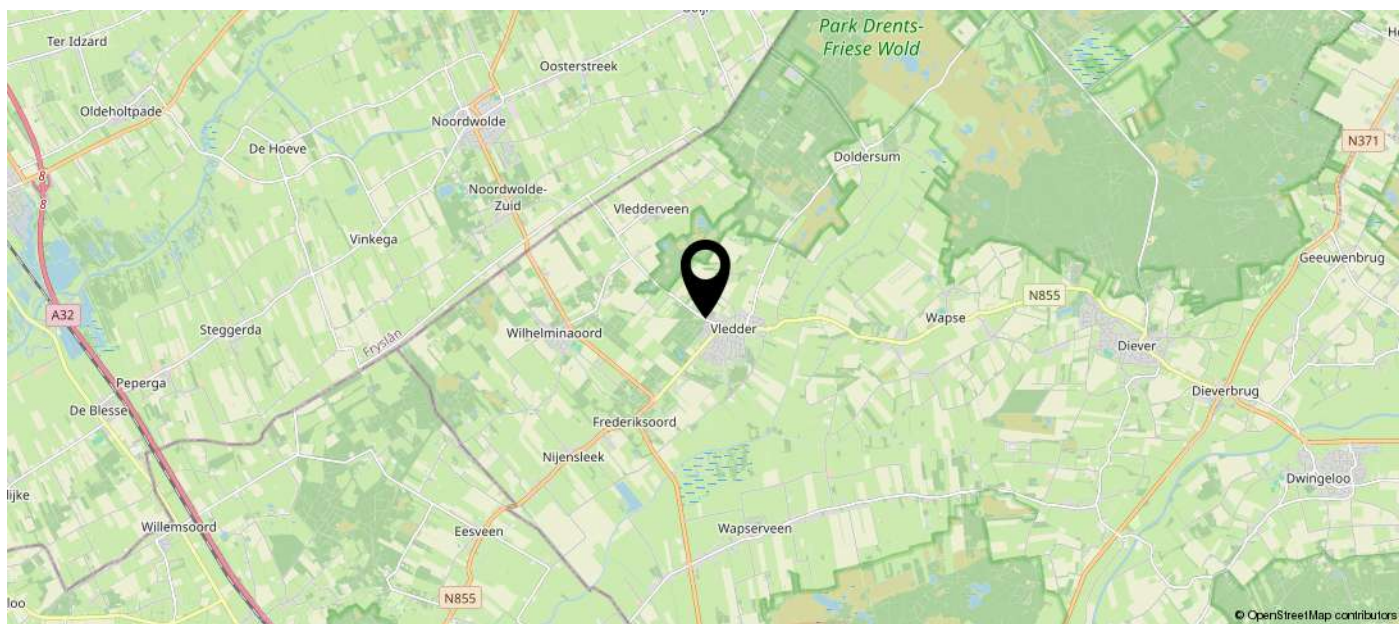 Park Drents-
Friese Wold
Ter Idzard
Oosterstreek
Oldeholtpade
Noordwolde
De Hoeve
N371
Doldersum
Noordwolde-
Zuid
Vledderveen
Vinkega
Geeuwenbrug
8
8
N855
A32
Steggerda
Wilhelminaoord
Vledder
Wapse
Diever
Fryslân
Peperga
De Blesse
Dieverbrug
Frederiksoord
Nijensleek
Dwingeloo
Willemsoord
Eesveen
Wapserveen
N855
© OpenStreetMap contributors